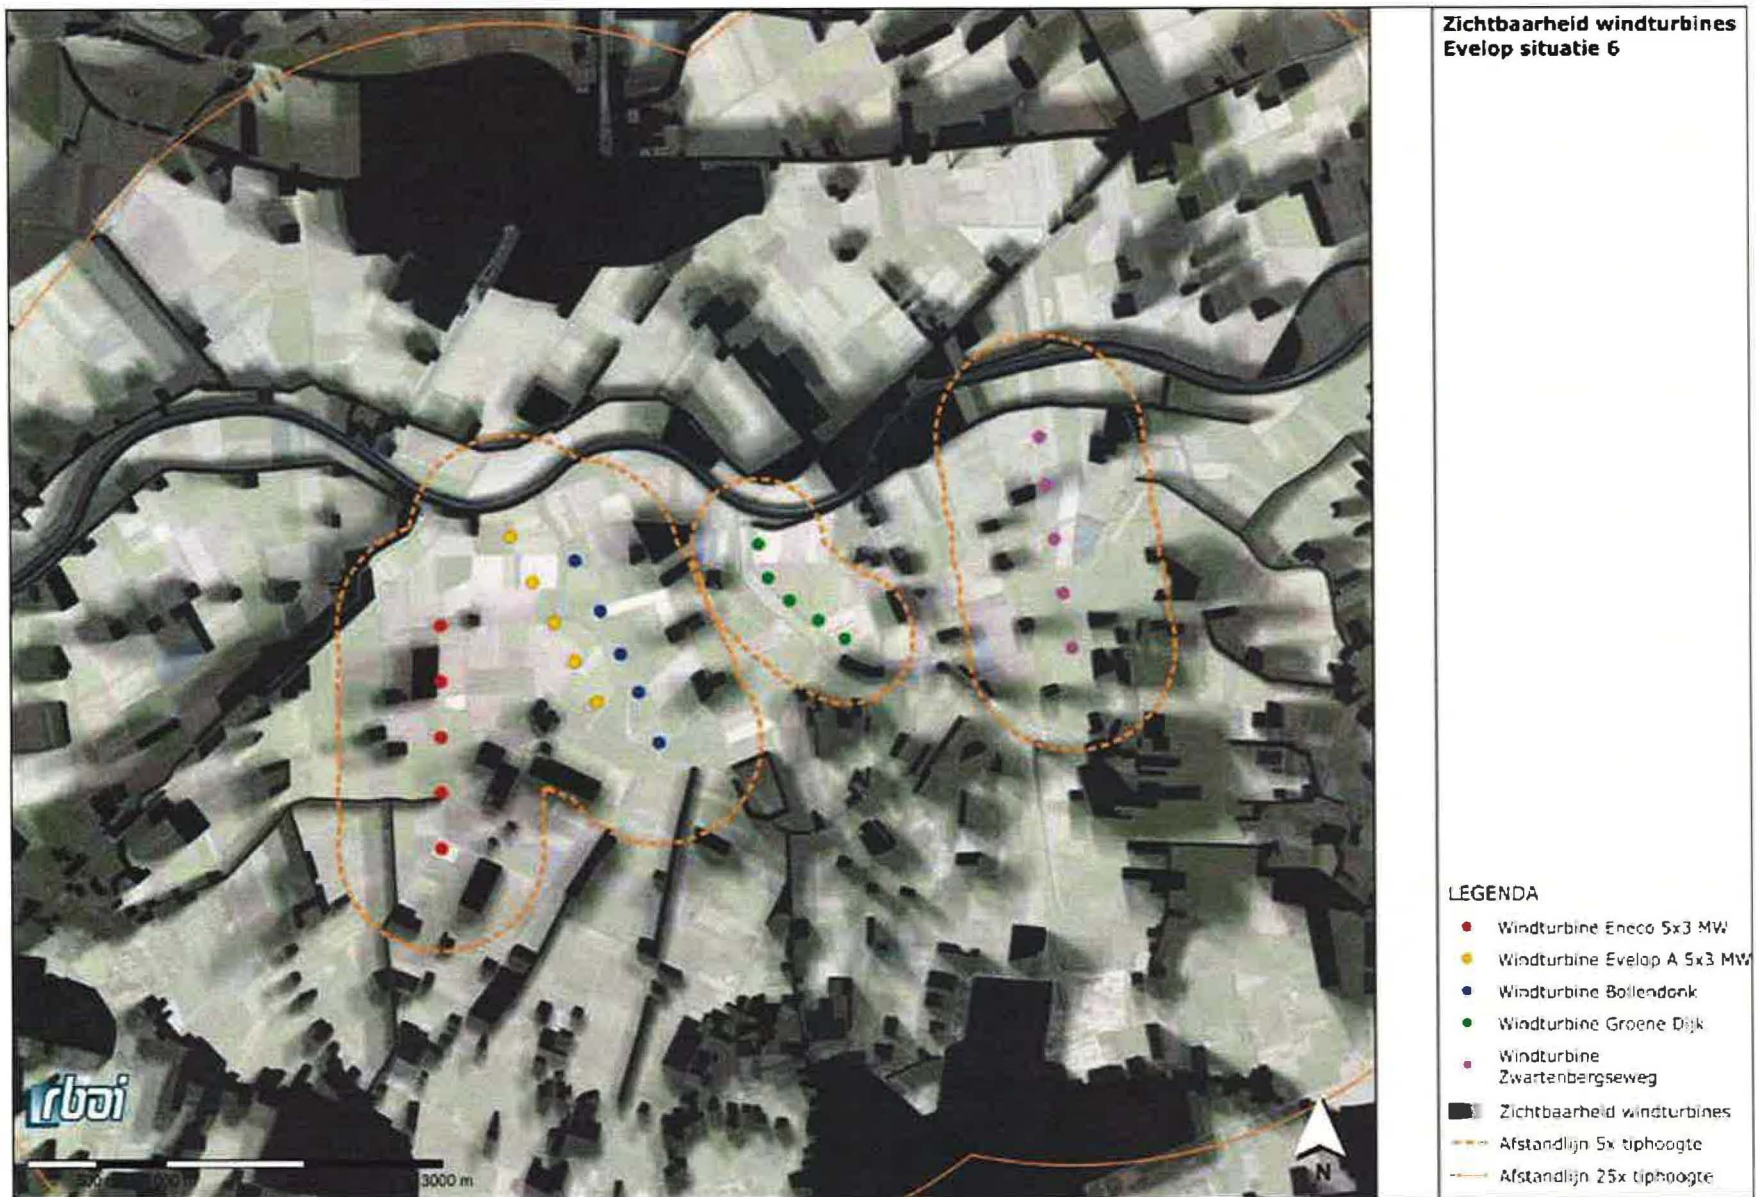 Zichtbaarheid windturbines
Evelop situatie 6
LEGENDA
Windturbine Eneco 5x3 MW
Windturbine Evelop A 5x3 MW
Windturbine Bollendonk
Windturbine Groene Dijk
Windturbine
Zwartenbergseweg
Zichtbaarheid windturbines
Afstandlijn 5x tiphoogte
Afstandlijn 25x tiphoogte
rboi
3000 m
N